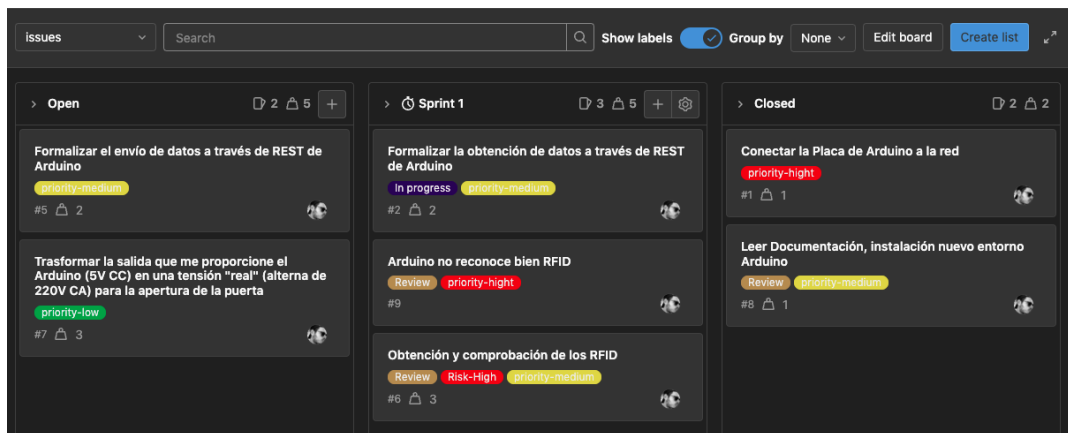 issues
Search
Show labels
Group by
None
Edit board
Create list
Open
2 5
Formalizar el envío de datos a través de REST de
Arduino
priority-medium
#5 2
Trasformar la salida que me proporcione el
Arduino (5V CC) en una tensión "real" (alterna de
220V CA) para la apertura de la puerta
priority-low
#7 3
Sprint 1
3 5
Formalizar la obtención de datos a través de REST
de Arduino
In progress priority-medium
#2 2
Arduino no reconoce bien RFID
Review priority-hight
#9
Obtención y comprobación de los RFID
Review Risk-High priority-medium
#6 3
Closed
2 2
Conectar la Placa de Arduino a la red
priority-hight
#1 1
Leer Documentación, instalación nuevo entorno
Arduino
Review priority-medium
#8 1